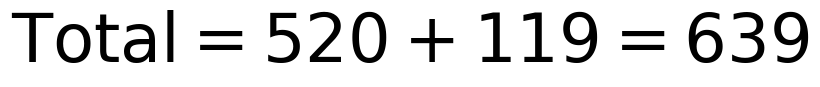 Total = 520 + 119 = 639